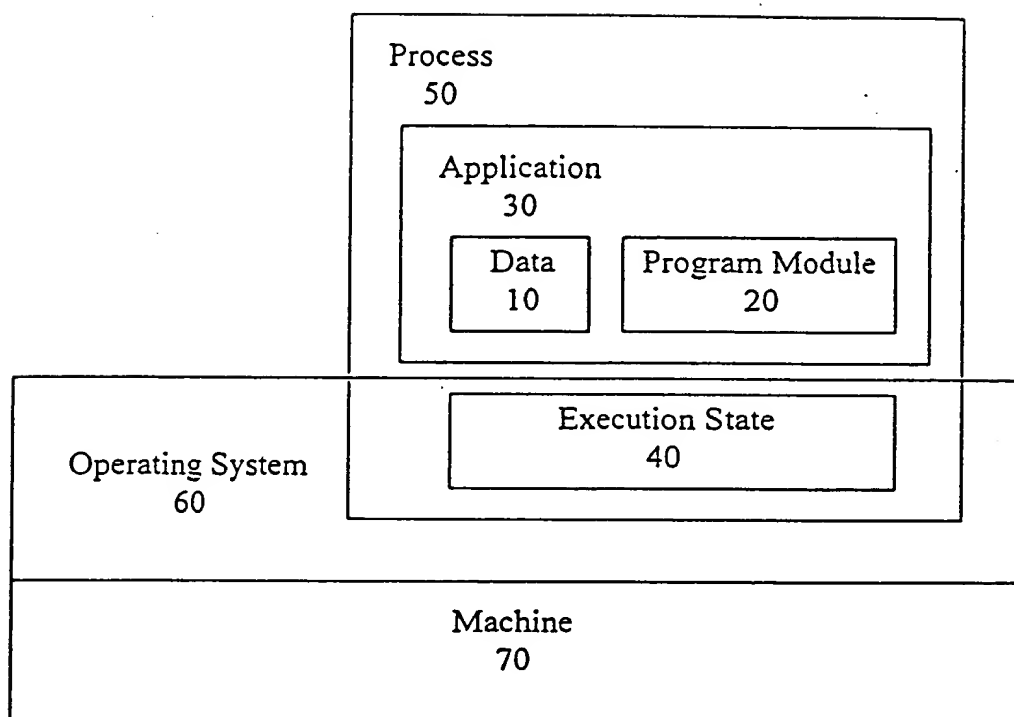 Process
50
Application
30
Data
10
Program Module
20
Execution State
40
Operating System
60
Machine
70